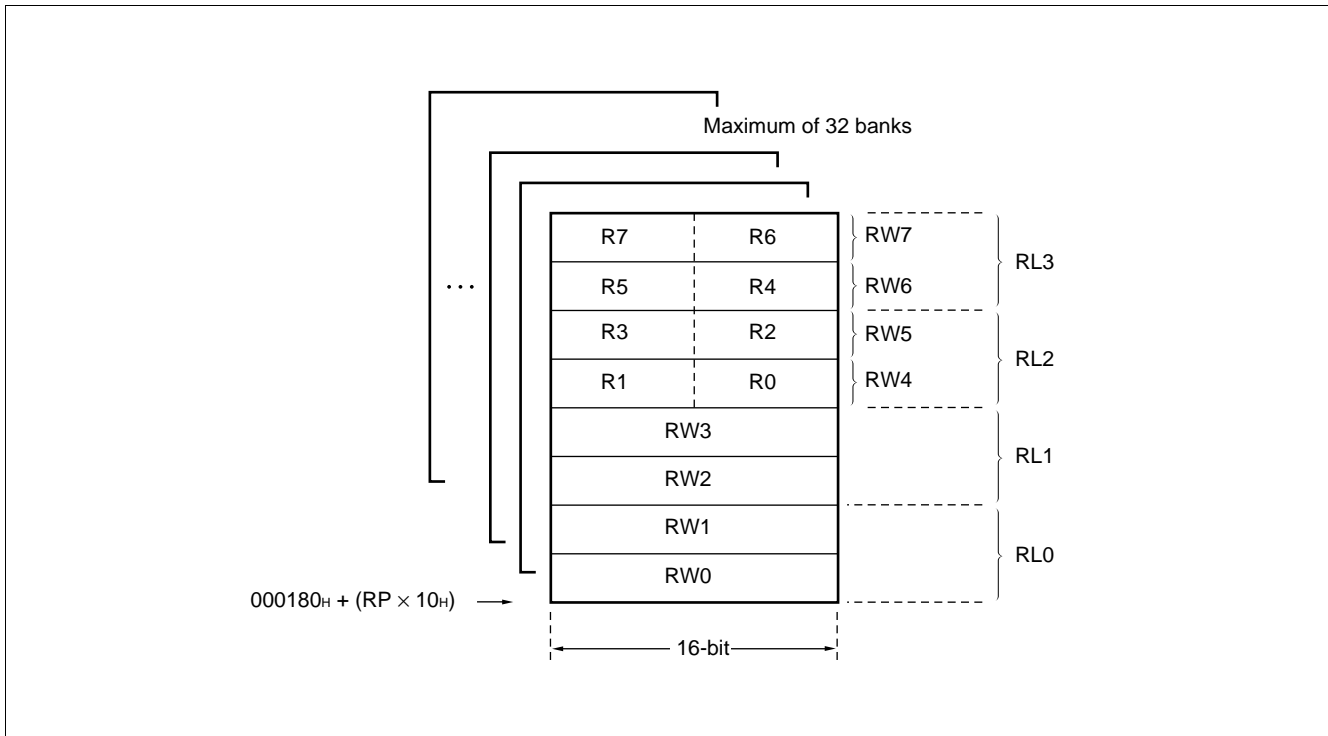 Maximum of 32 banks
R7 R6 RW7
RL3
... R5 R4 RW6
R3 R2 RW5
RL2
R1 R0 RW4
RW3
RL1
RW2
RW1
RL0
RW0
000180H + (RP × 10H)
16-bit